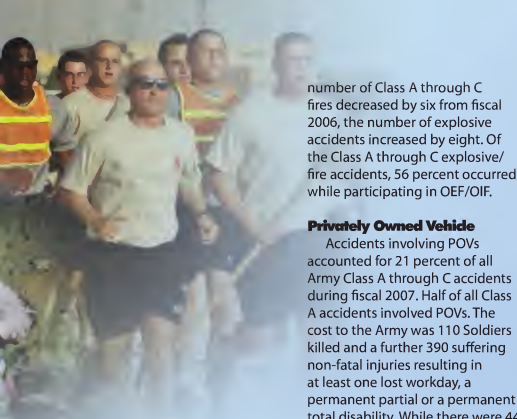 number of Class A through C
fires decreased by six from fiscal
2006, the number of explosive
accidents increased by eight. Of
the Class A through C explosive/
fire accidents, 56 percent occurred
while participating in OEF/OIF.
Privately Owned Vehicle
Accidents involving POVs
accounted for 21 percent of all
Army Class A through C accidents
during fiscal 2007. Half of all Class
A accidents involved POVs. The
cost to the Army was 110 Soldiers
killed and a further 390 suffering
non-fatal injuries resulting in
at least one lost workday, a
permanent partial or a permanent
total disability. While there were